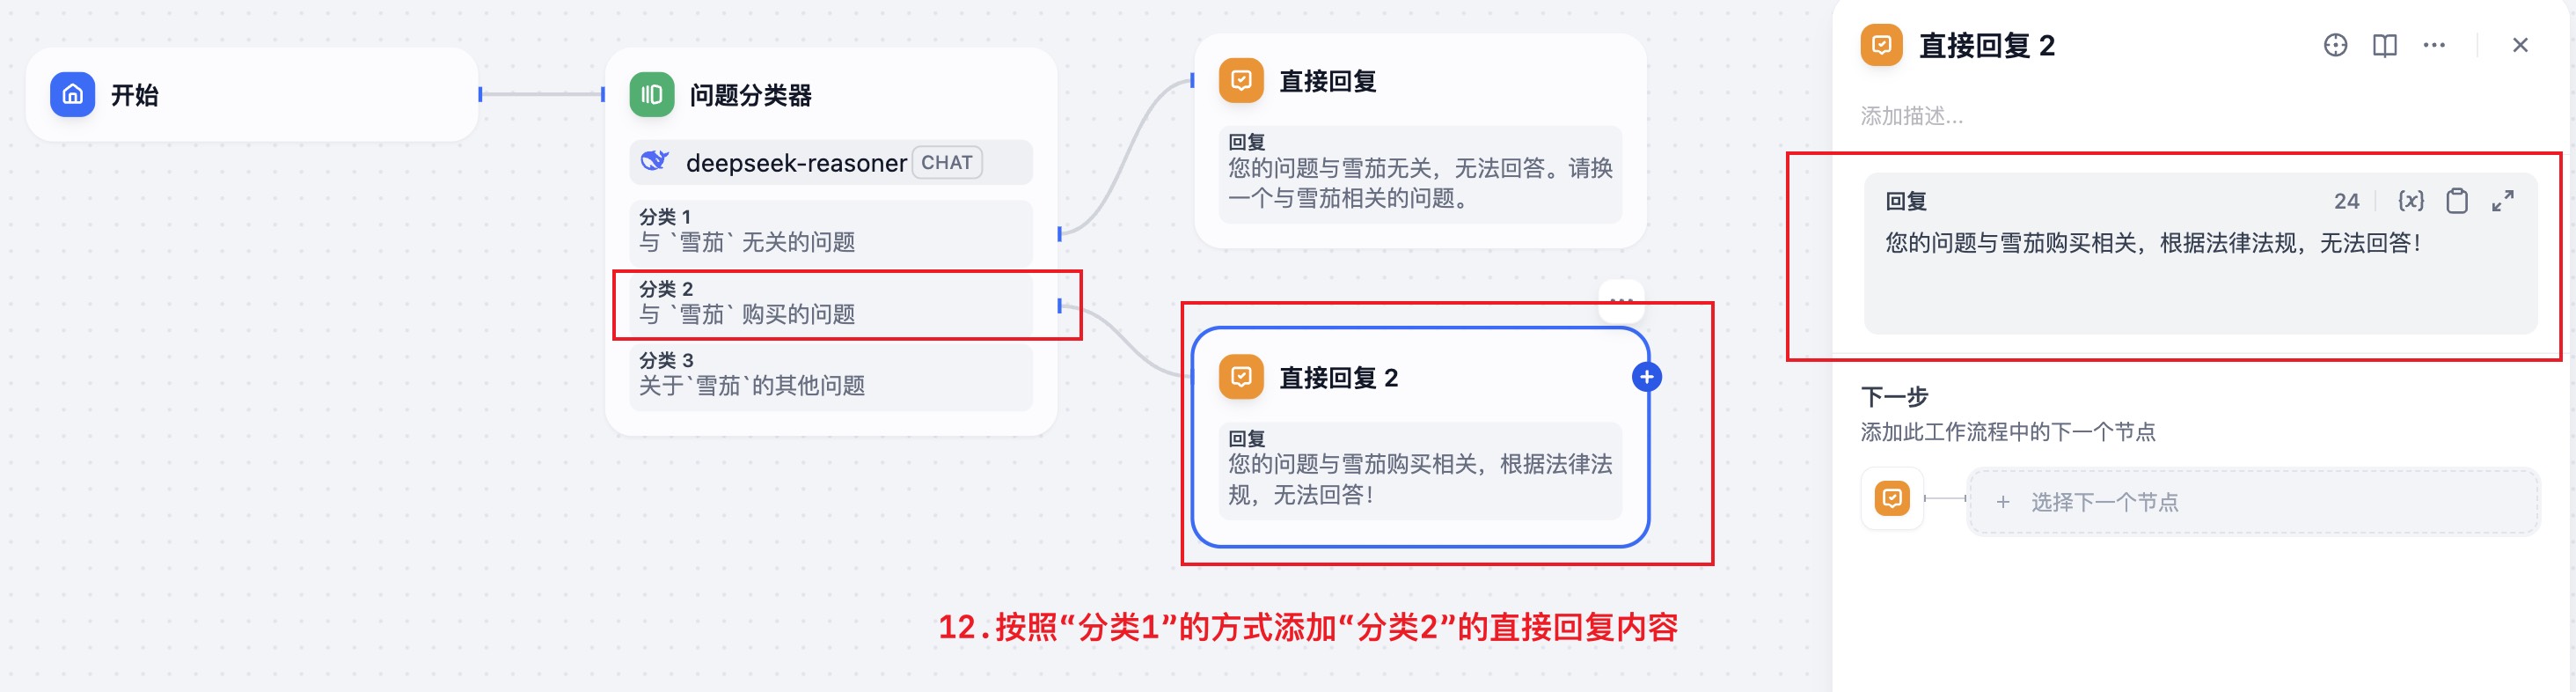 开始
问题分类器
deepseek-reasoner CHAT
分类 1
与 `雪茄` 无关的问题
分类 2
与 `雪茄` 购买的问题
分类 3
关于`雪茄`的其他问题
直接回复
回复
您的问题与雪茄无关，无法回答。请换
一个与雪茄相关的问题。
直接回复 2
回复
您的问题与雪茄购买相关，根据法律法
规，无法回答！
12.按照“分类1”的方式添加“分类2”的直接回复内容
直接回复 2
添加描述...
回复 24 {x}
您的问题与雪茄购买相关，根据法律法规，无法回答！
下一步
添加此工作流程中的下一个节点
+ 选择下一个节点